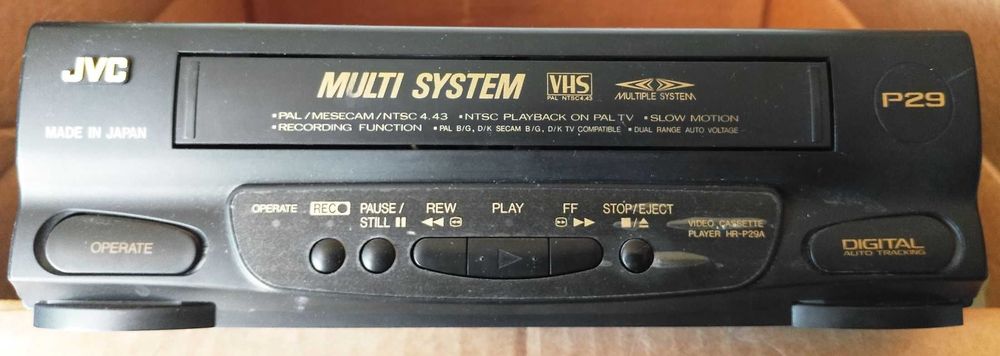 JVC
MADE IN JAPAN
MULTI SYSTEM
VHS
PAL NTSC4.43
MULTIPLE SYSTEM
▪PAL/MESECAM/NTSC 4.43 ▪NTSC PLAYBACK ON PAL TV ▪SLOW MOTION
▪RECORDING FUNCTION ▪PAL B/G, D/K SECAM B/G, D/K TV COMPATIBLE ▪DUAL RANGE AUTO VOLTAGE
P29
OPERATE
OPERATE
REC
PAUSE/
STILL
REW
PLAY
FF
STOP/EJECT
VIDEO CASSETTE
PLAYER HR-P29A
DIGITAL
AUTO TRACKING